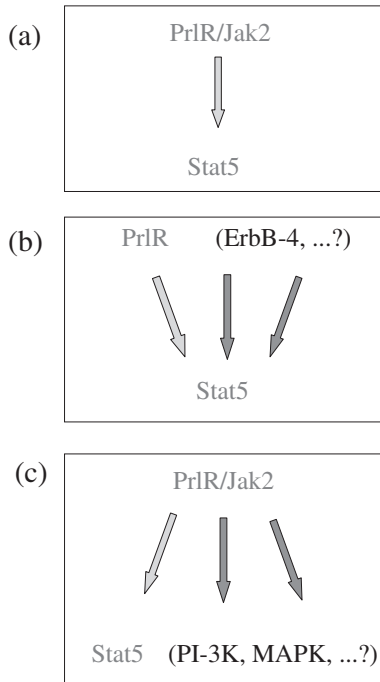 (a)
PrlR/Jak2
Stat5
(b)
PrlR (ErbB-4, ...?)
Stat5
(c)
PrlR/Jak2
Stat5 (PI-3K, MAPK, ...?)